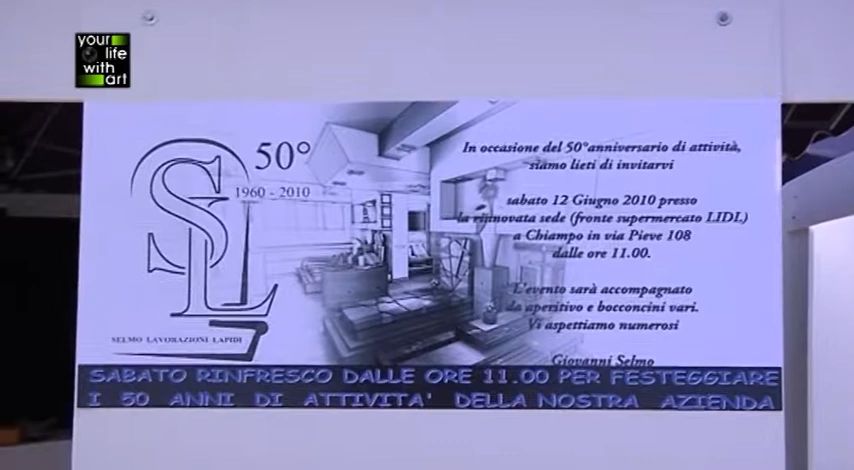 your
life
with
art
50°
1960 - 2010
SL
SELMO LAVORAZIONI LAPIDI
In occasione del 50°anniversario di attività,
siamo lieti di invitarvi
sabato 12 Giugno 2010 presso
la rinnovata sede (fronte supermercato LIDL)
a Chiampo in via Pieve 108
dalle ore 11.00.
L'evento sarà accompagnato
da aperitivo e bocconcini vari.
Vi aspettiamo numerosi
Giovanni Selmo
SABATO RINFRESCO DALLE ORE 11.00 PER FESTEGGIARE
I 50 ANNI DI ATTIVITA' DELLA NOSTRA AZIENDA